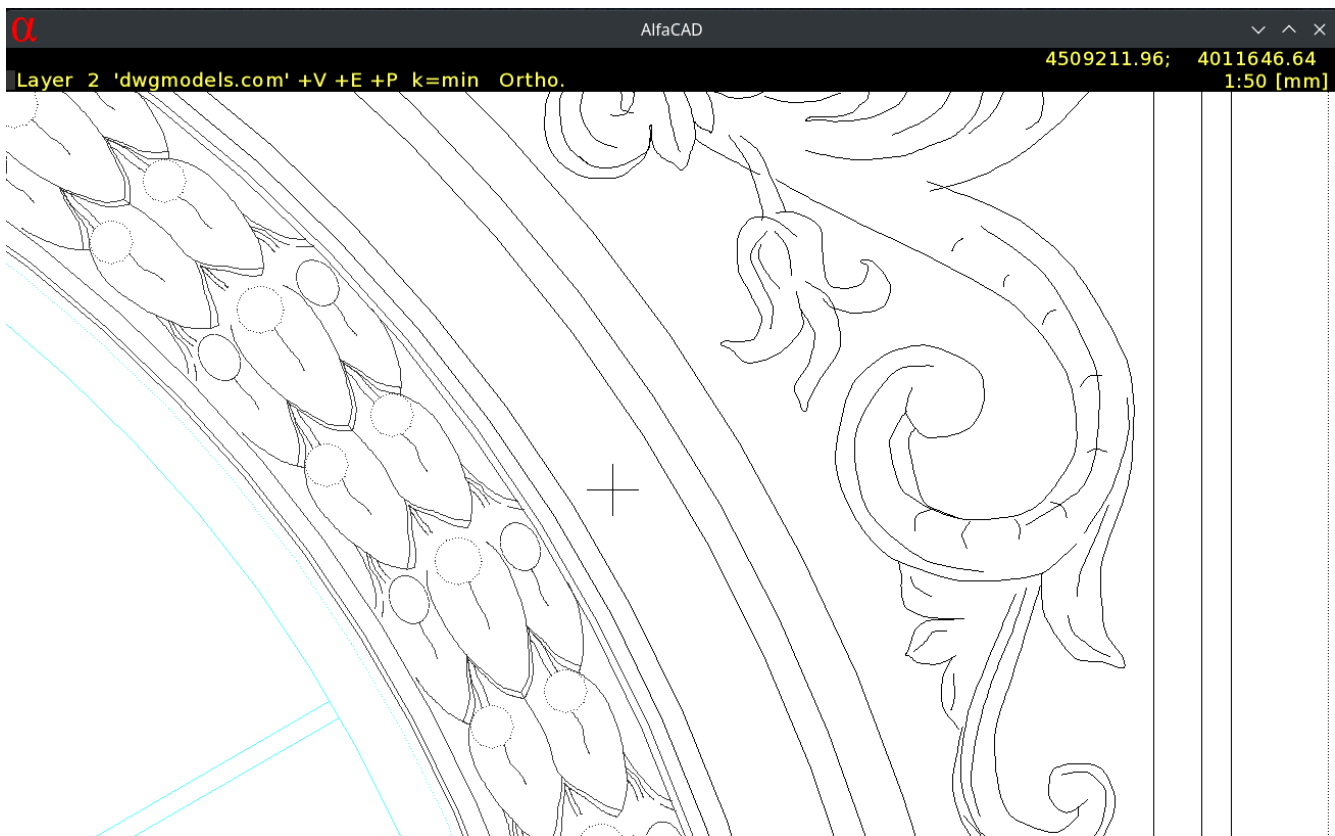 α
AlfaCAD
4509211.96; 4011646.64
Layer 2 'dwgmodels.com' +V +E +P k=min Ortho.
1:50 [mm]